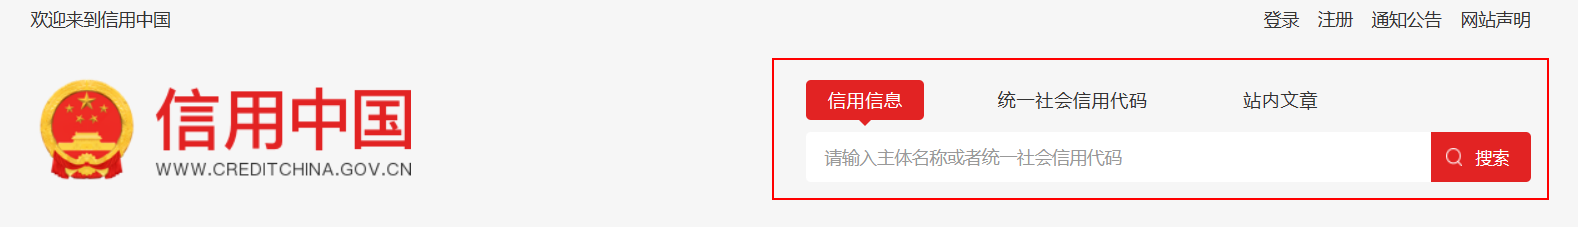 欢迎来到信用中国
登录 注册 通知公告 网站声明
信用中国
WWW.CREDITCHINA.GOV.CN
信用信息 统一社会信用代码 站内文章
请输入主体名称或者统一社会信用代码 搜索